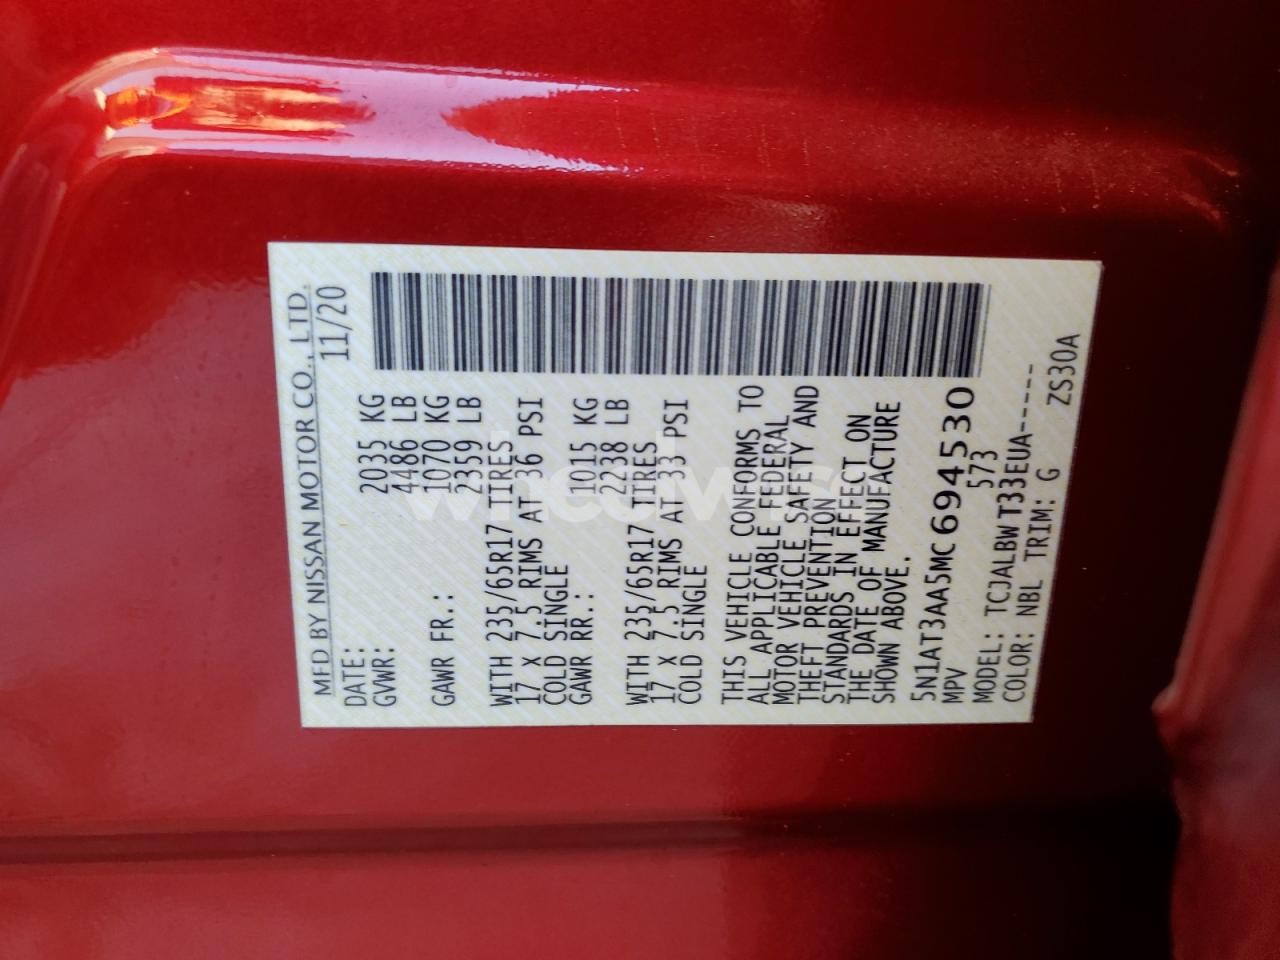 MFD BY NISSAN MOTOR CO., LTD.
DATE: 11/20
GVWR: 2035 KG
4486 LB
GAWR FR.: 1070 KG
2359 LB
WITH 235/65R17 TIRES
17 X 7.5 RIMS AT 36 PSI
COLD SINGLE
GAWR RR.: 1015 KG
2238 LB
WITH 235/65R17 TIRES
17 X 7.5 RIMS AT 33 PSI
COLD SINGLE
THIS VEHICLE CONFORMS TO
ALL APPLICABLE FEDERAL
MOTOR VEHICLE SAFETY AND
THEFT PREVENTION
STANDARDS IN EFFECT ON
THE DATE OF MANUFACTURE
SHOWN ABOVE.
5N1AT3AA5MC694530
MPV 573
MODEL: TCJALBW T33EUA-----
COLOR: NBL TRIM: G ZS30A